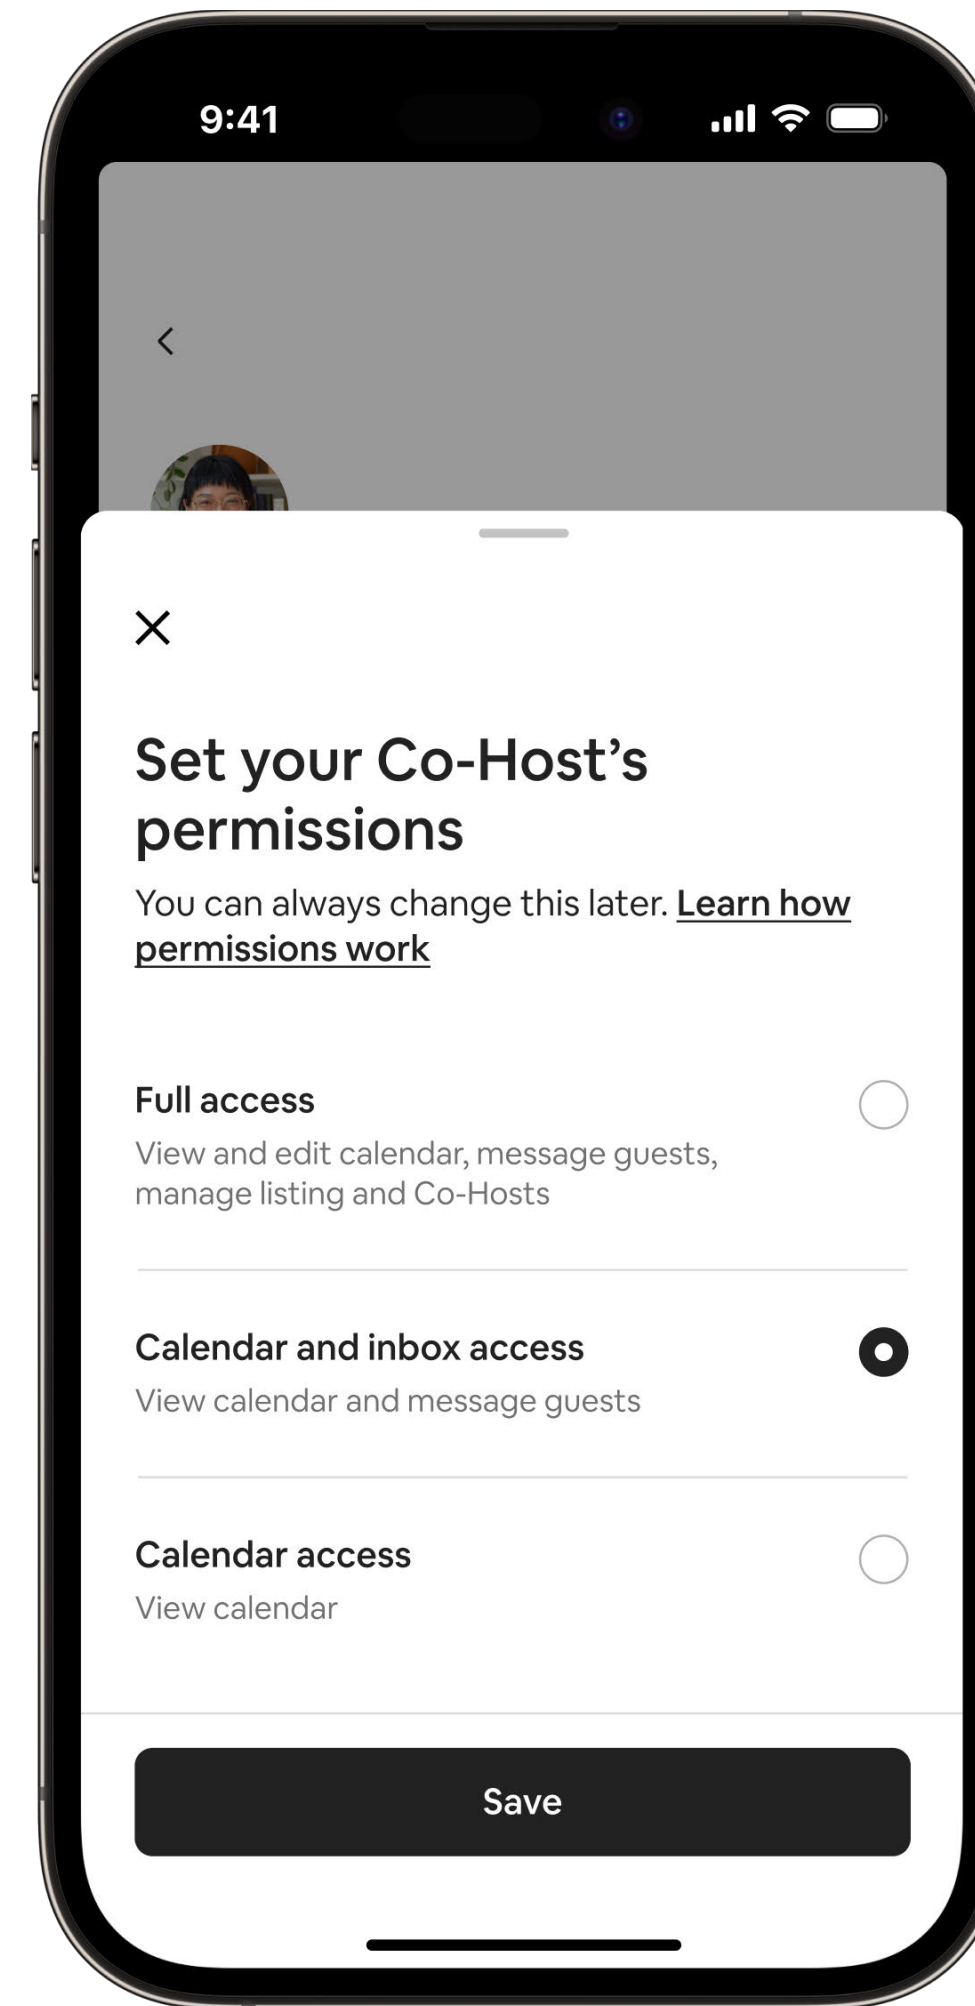 9:41
Set your Co-Host’s
permissions
You can always change this later. Learn how
permissions work
Full access
View and edit calendar, message guests,
manage listing and Co-Hosts
Calendar and inbox access
View calendar and message guests
Calendar access
View calendar
Save